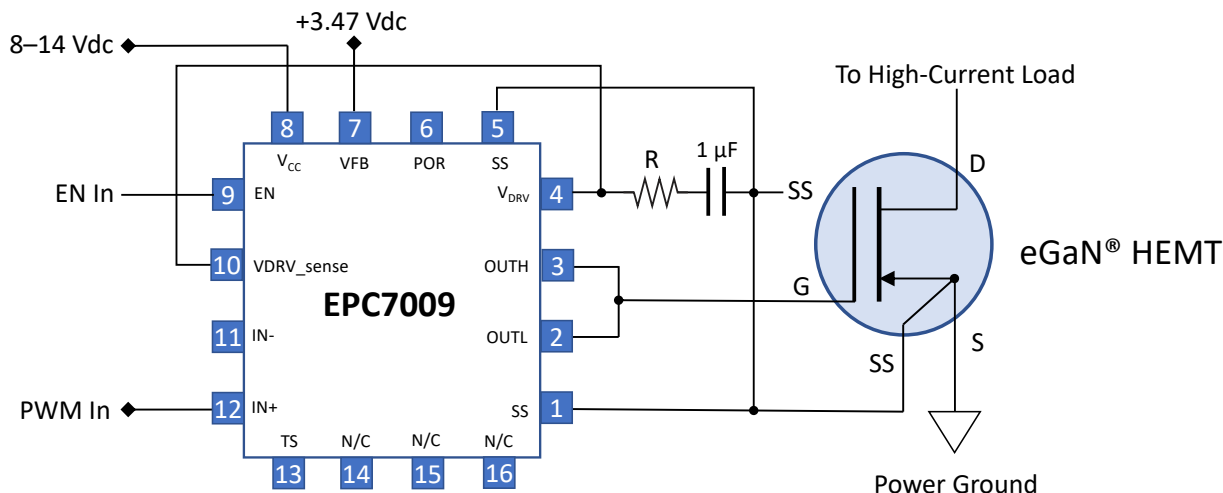 +3.47 Vdc
8–14 Vdc
To High-Current Load
8
7
6
5
VCC
VFB
POR
SS
R
1 µF
D
EN In
9
EN
VDRV
4
SS
10
VDRV_sense
OUTH
3
eGaN® HEMT
G
EPC7009
11
IN-
OUTL
2
S
SS
PWM In
12
IN+
SS
1
TS
N/C
N/C
N/C
13
14
15
16
Power Ground